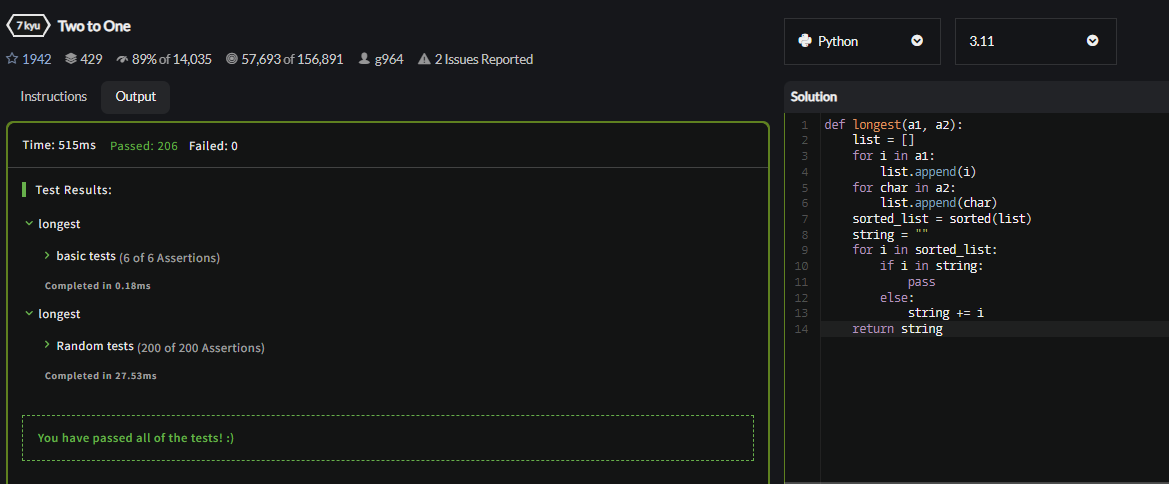 7 kyu Two to One
1942 429 89% of 14,035 57,693 of 156,891 g964 2 Issues Reported
Instructions Output
Time: 515ms Passed: 206 Failed: 0
Test Results:
longest
basic tests (6 of 6 Assertions)
Completed in 0.18ms
longest
Random tests (200 of 200 Assertions)
Completed in 27.53ms
You have passed all of the tests! :)
Python 3.11
Solution
1 def longest(a1, a2):
2     list = []
3     for i in a1:
4         list.append(i)
5     for char in a2:
6         list.append(char)
7     sorted_list = sorted(list)
8     string = ""
9     for i in sorted_list:
10         if i in string:
11             pass
12         else:
13             string += i
14     return string